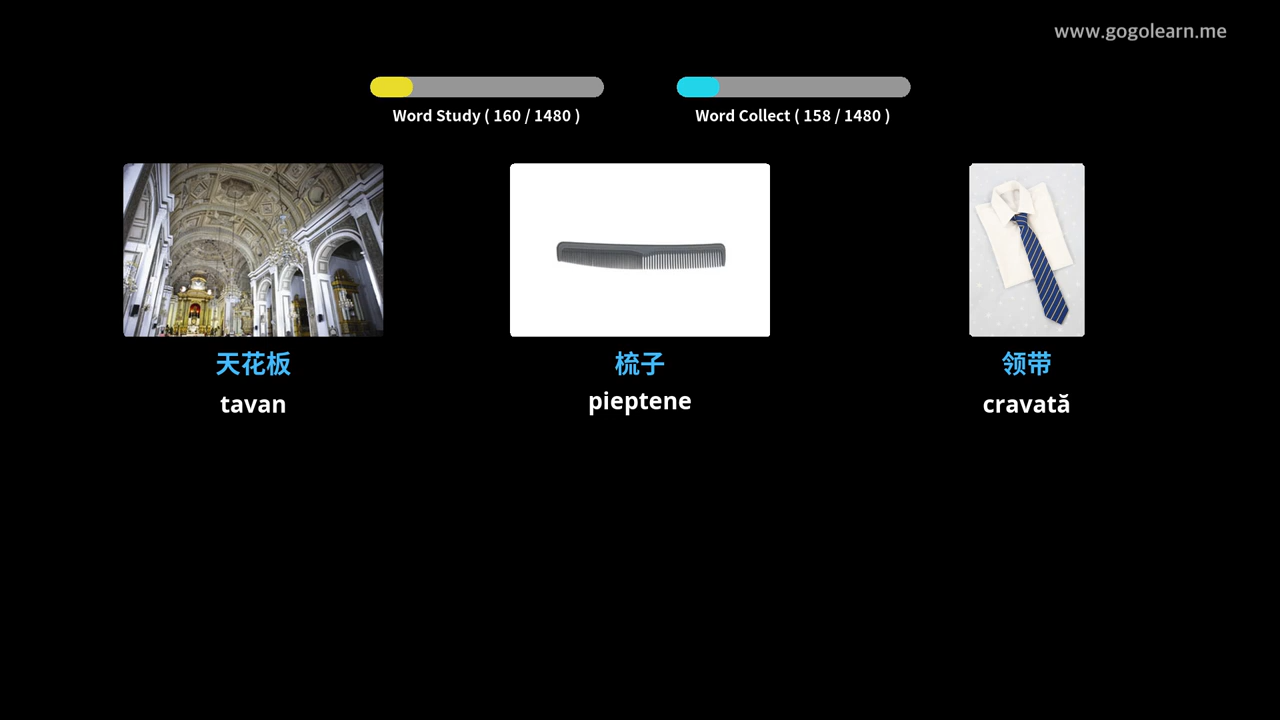 www.gogolearn.me
Word Study ( 160 / 1480 )
Word Collect ( 158 / 1480 )
天花板
tavan
梳子
pieptene
领带
cravată